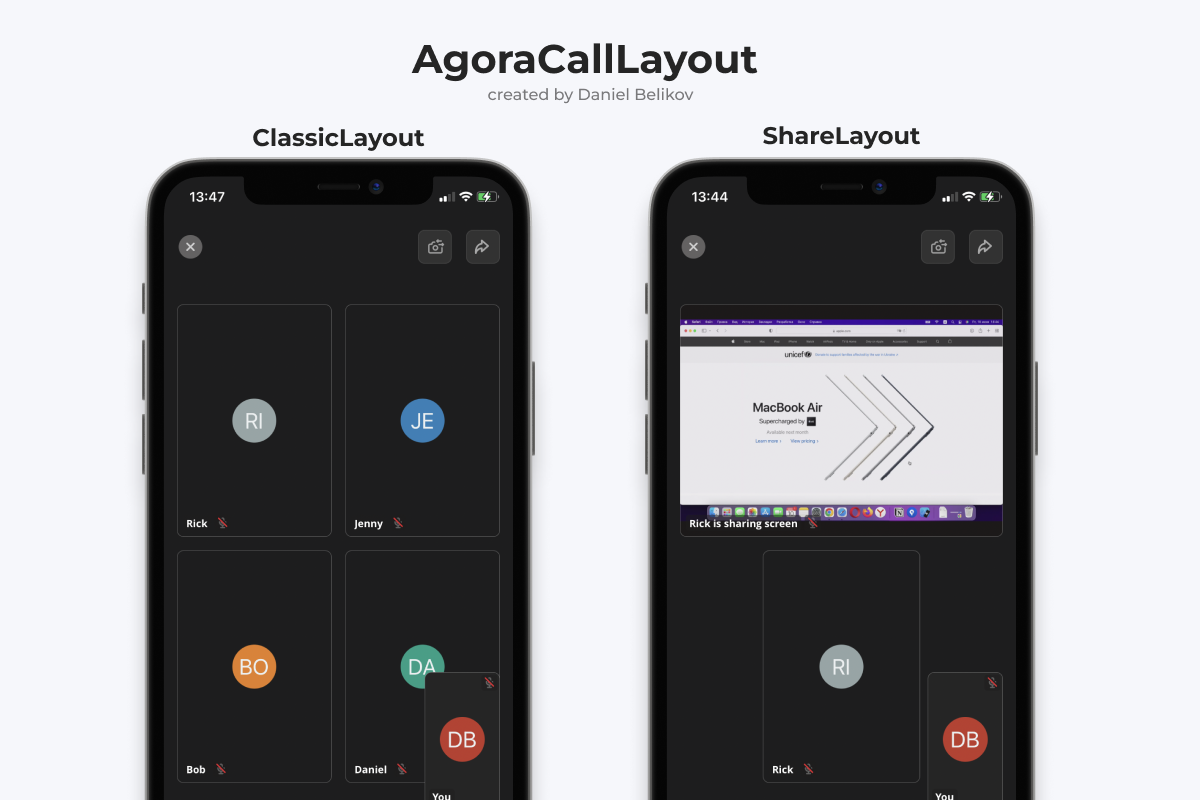 AgoraCallLayout
created by Daniel Belikov
ClassicLayout
ShareLayout
13:47
RI
JE
Rick
Jenny
BO
DA
DB
Bob
Daniel
You
13:44
unicef
MacBook Air
Supercharged by
Available next month
Learn more
View pricing
Rick is sharing screen
RI
DB
Rick
You